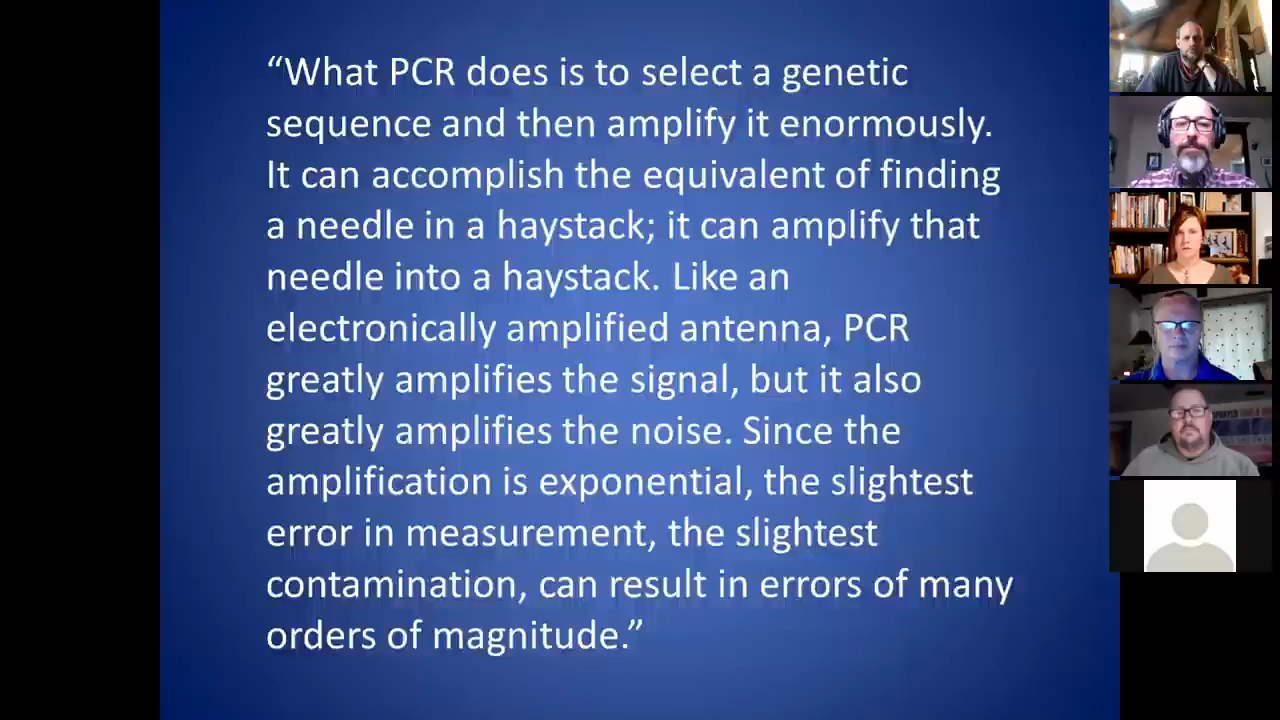 “What PCR does is to select a genetic
sequence and then amplify it enormously.
It can accomplish the equivalent of finding
a needle in a haystack; it can amplify that
needle into a haystack. Like an
electronically amplified antenna, PCR
greatly amplifies the signal, but it also
greatly amplifies the noise. Since the
amplification is exponential, the slightest
error in measurement, the slightest
contamination, can result in errors of many
orders of magnitude.”